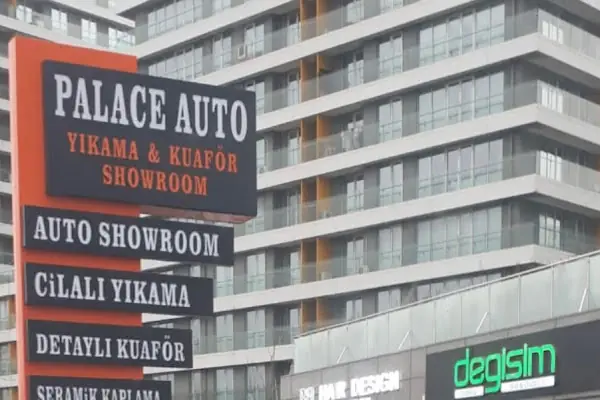 PALACE AUTO
YIKAMA & KUAFÖR
SHOWROOM
AUTO SHOWROOM
CiLALI YIKAMA
DETAYLI KUAFÖR
SERAMiK KAPLAMA
HAIR DESIGN
degisim